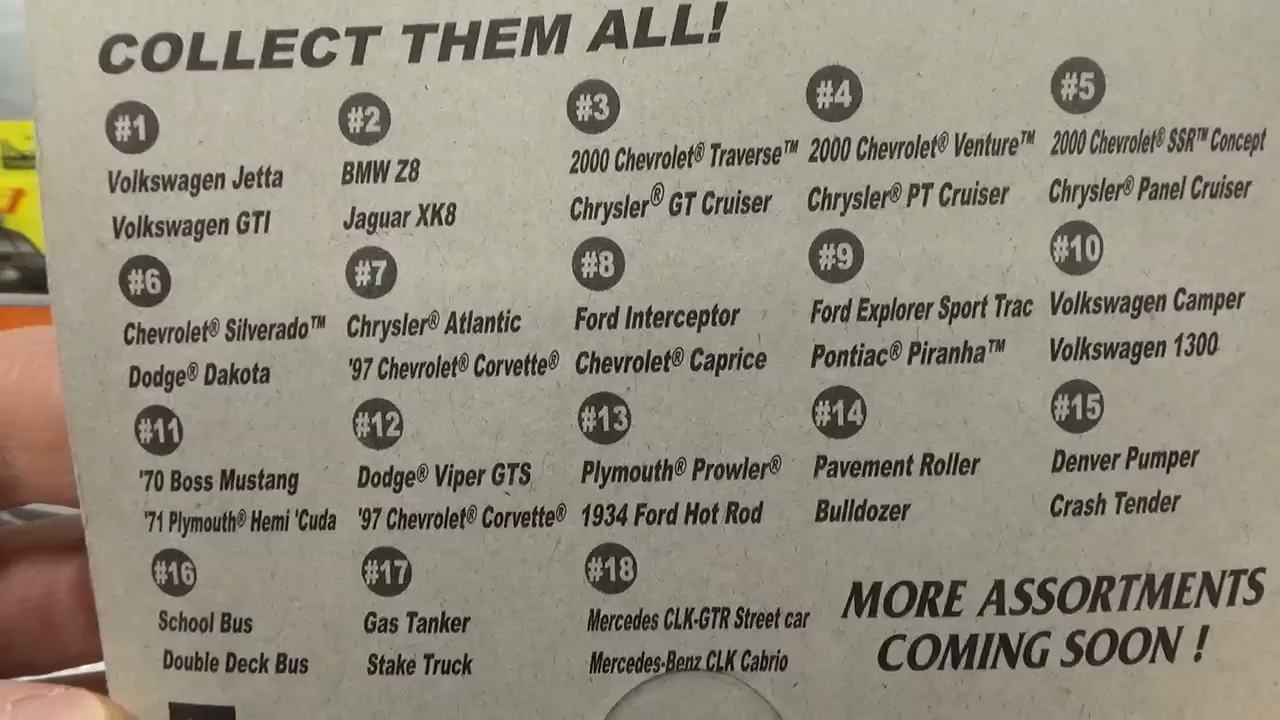 COLLECT THEM ALL!
#1
Volkswagen Jetta
Volkswagen GTI
#2
BMW Z8
Jaguar XK8
#3
2000 Chevrolet® Traverse™
Chrysler® GT Cruiser
#4
2000 Chevrolet® Venture™
Chrysler® PT Cruiser
#5
2000 Chevrolet® SSR™ Concept
Chrysler® Panel Cruiser
#6
Chevrolet® Silverado™
Dodge® Dakota
#7
Chrysler® Atlantic
'97 Chevrolet® Corvette®
#8
Ford Interceptor
Chevrolet® Caprice
#9
Ford Explorer Sport Trac
Pontiac® Piranha™
#10
Volkswagen Camper
Volkswagen 1300
#11
'70 Boss Mustang
'71 Plymouth® Hemi 'Cuda
#12
Dodge® Viper GTS
'97 Chevrolet® Corvette®
#13
Plymouth® Prowler®
1934 Ford Hot Rod
#14
Pavement Roller
Bulldozer
#15
Denver Pumper
Crash Tender
#16
School Bus
Double Deck Bus
#17
Gas Tanker
Stake Truck
#18
Mercedes CLK-GTR Street car
Mercedes-Benz CLK Cabrio
MORE ASSORTMENTS
COMING SOON !